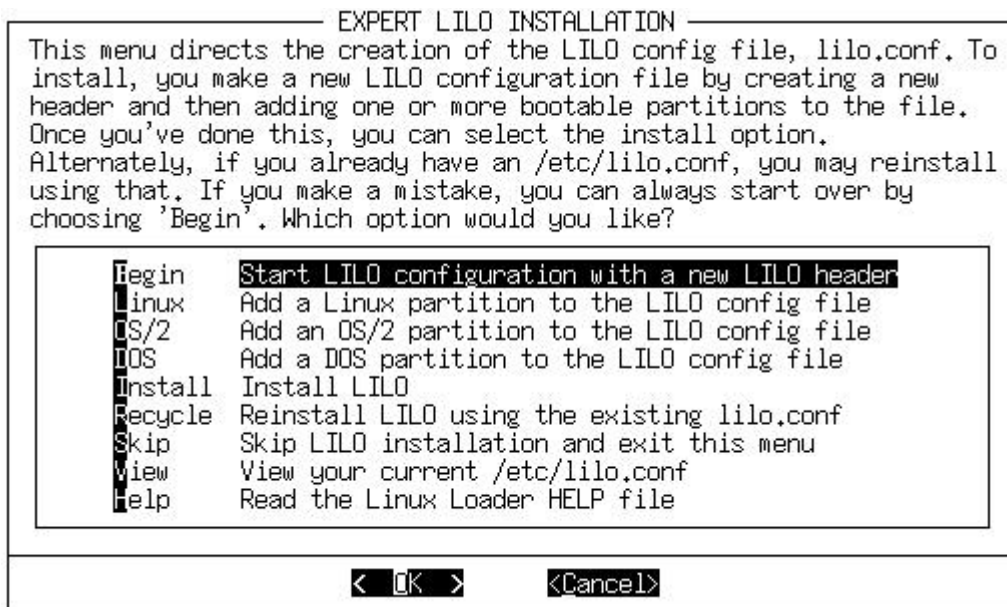 EXPERT LILO INSTALLATION
This menu directs the creation of the LILO config file, lilo.conf. To
install, you make a new LILO configuration file by creating a new
header and then adding one or more bootable partitions to the file.
Once you've done this, you can select the install option.
Alternately, if you already have an /etc/lilo.conf, you may reinstall
using that. If you make a mistake, you can always start over by
choosing 'Begin'. Which option would you like?
Begin Start LILO configuration with a new LILO header
Linux Add a Linux partition to the LILO config file
OS/2 Add an OS/2 partition to the LILO config file
DOS Add a DOS partition to the LILO config file
Install Install LILO
Recycle Reinstall LILO using the existing lilo.conf
Skip Skip LILO installation and exit this menu
View View your current /etc/lilo.conf
Help Read the Linux Loader HELP file
< OK > <Cancel>